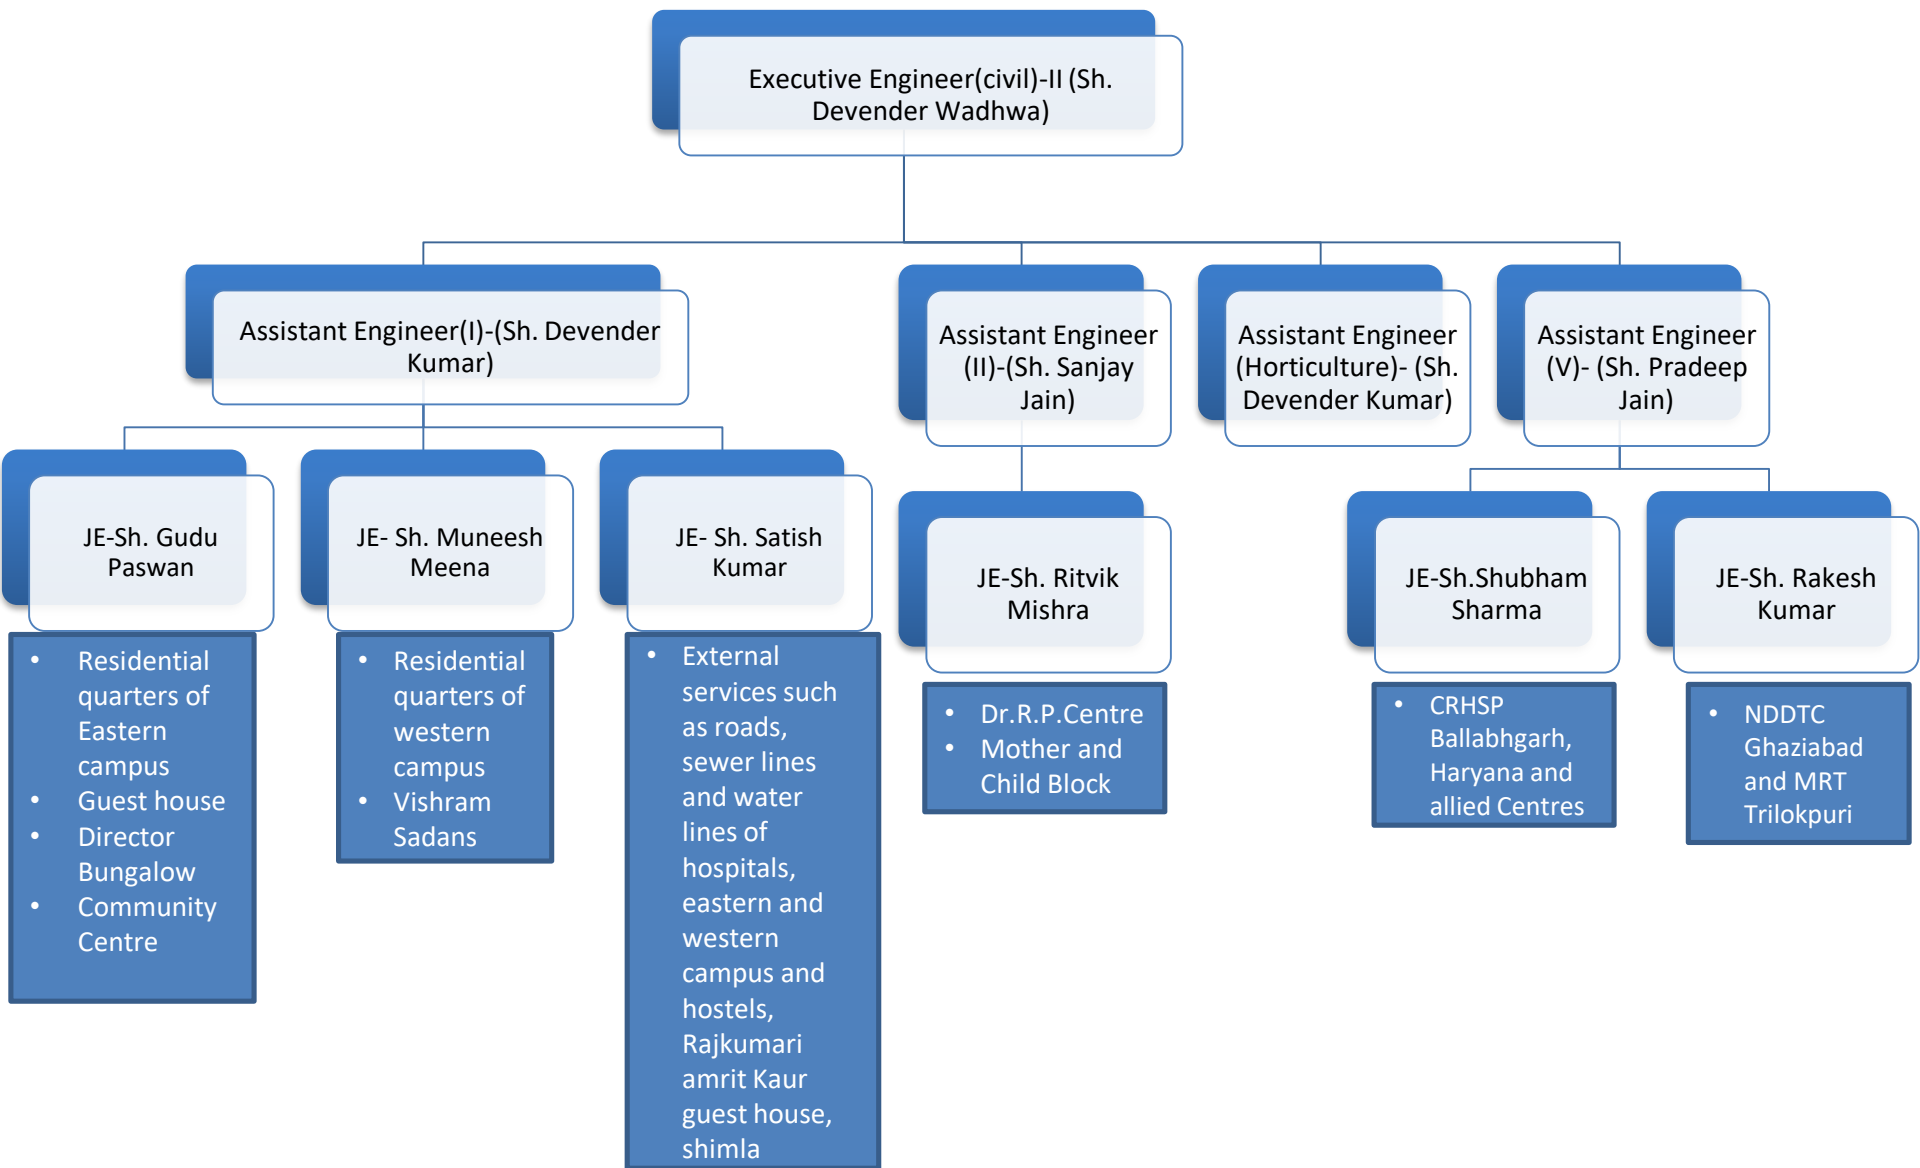 Executive Engineer(civil)-II (Sh.
Devender Wadhwa)
Assistant Engineer(I)-(Sh. Devender
Kumar)
Assistant Engineer
(II)-(Sh. Sanjay
Jain)
Assistant Engineer
(Horticulture)- (Sh.
Devender Kumar)
Assistant Engineer
(V)- (Sh. Pradeep
Jain)
JE-Sh. Gudu
Paswan
JE- Sh. Muneesh
Meena
JE- Sh. Satish
Kumar
JE-Sh. Ritvik
Mishra
JE-Sh.Shubham
Sharma
JE-Sh. Rakesh
Kumar
• Residential
quarters of
Eastern
campus
• Guest house
• Director
Bungalow
• Community
Centre
• Residential
quarters of
western
campus
• Vishram
Sadans
• External
services such
as roads,
sewer lines
and water
lines of
hospitals,
eastern and
western
campus and
hostels,
Rajkumari
amrit Kaur
guest house,
shimla
• Dr.R.P.Centre
• Mother and
Child Block
• CRHSP
Ballabhgarh,
Haryana and
allied Centres
• NDDTC
Ghaziabad
and MRT
Trilokpuri